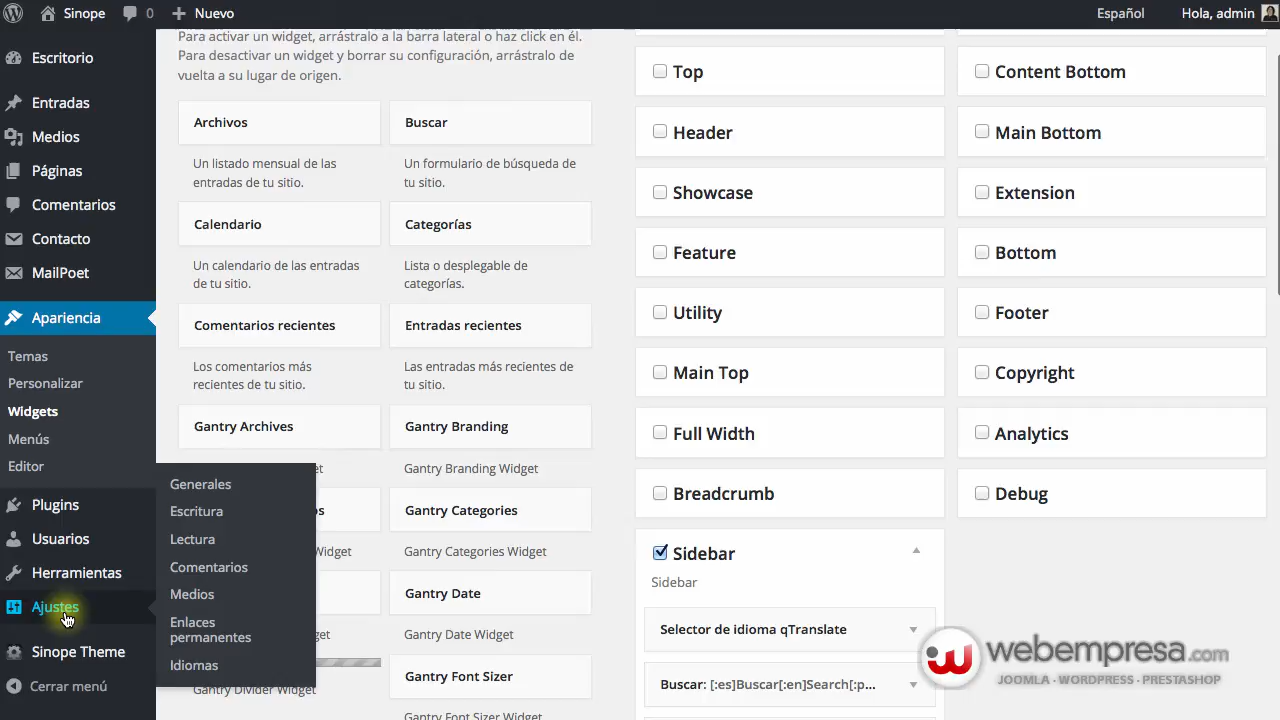 Sinope
0
Nuevo
Español
Hola, admin
Escritorio
Entradas
Medios
Páginas
Comentarios
Contacto
MailPoet
Apariencia
Temas
Personalizar
Widgets
Menús
Editor
Plugins
Usuarios
Herramientas
Ajustes
Sinope Theme
Cerrar menú
Generales
Escritura
Lectura
Comentarios
Medios
Enlaces
permanentes
Idiomas
Para activar un widget, arrástralo a la barra lateral o haz click en él.
Para desactivar un widget y borrar su configuración, arrástralo de
vuelta a su lugar de origen.
Archivos
Un listado mensual de las
entradas de tu sitio.
Buscar
Un formulario de búsqueda de
tu sitio.
Calendario
Un calendario de las entradas
de tu sitio.
Categorías
Lista o desplegable de
categorías.
Comentarios recientes
Los comentarios más
recientes de tu sitio.
Entradas recientes
Las entradas más recientes de
tu sitio.
Gantry Archives
Gantry Branding
Gantry Branding Widget
Gantry Categories
Gantry Categories Widget
Gantry Date
Gantry Date Widget
Gantry Divider Widget
Gantry Font Sizer
Gantry Font Sizer Widget
Top
Header
Showcase
Feature
Utility
Main Top
Full Width
Breadcrumb
Sidebar
Sidebar
Selector de idioma qTranslate
Buscar: [:es]Buscar[:en]Search[:p...
Content Bottom
Main Bottom
Extension
Bottom
Footer
Copyright
Analytics
Debug
webempresa.com
JOOMLA - WORDPRESS - PRESTASHOP